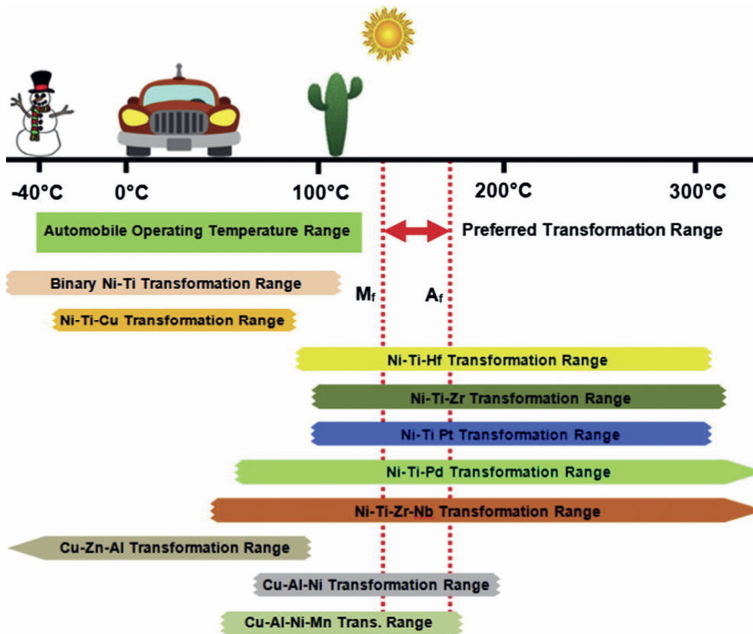 -40°C 0°C 100°C 200°C 300°C
Automobile Operating Temperature Range
Preferred Transformation Range
Binary Ni-Ti Transformation Range
Mf Af
Ni-Ti-Cu Transformation Range
Ni-Ti-Hf Transformation Range
Ni-Ti-Zr Transformation Range
Ni-Ti Pt Transformation Range
Ni-Ti-Pd Transformation Range
Ni-Ti-Zr-Nb Transformation Range
Cu-Zn-Al Transformation Range
Cu-Al-Ni Transformation Range
Cu-Al-Ni-Mn Trans. Range